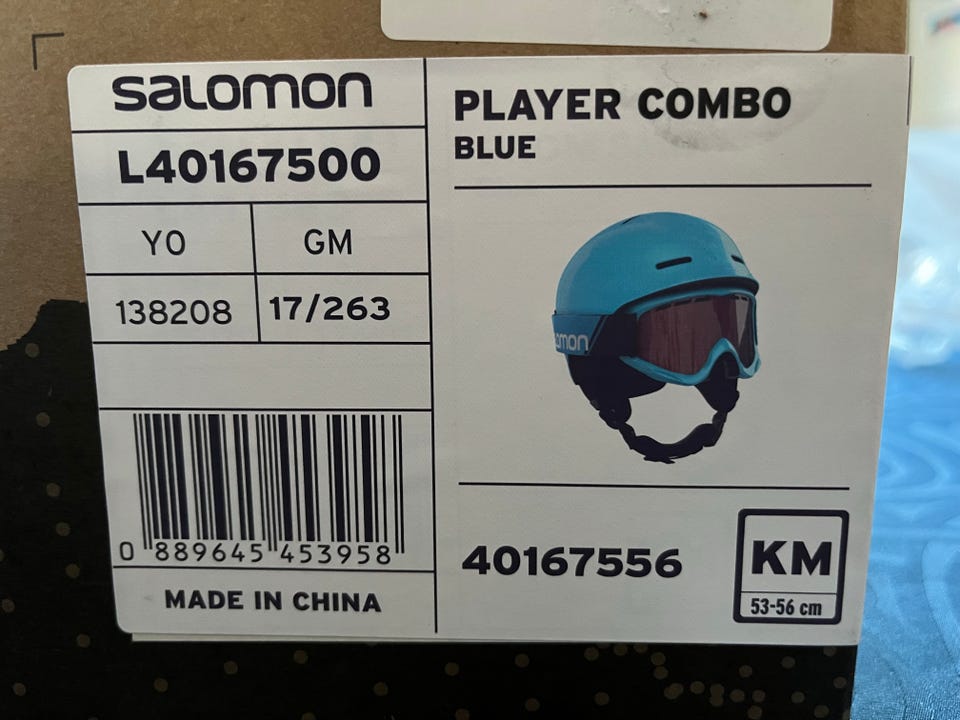 salomon
L40167500
YO GM
138208 17/263
0 889645 453958
MADE IN CHINA
PLAYER COMBO
BLUE
omon
40167556
KM
53-56 cm